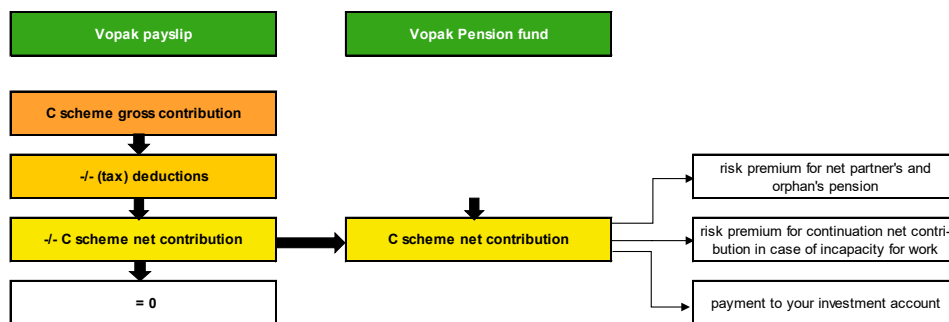 Vopak payslip
Vopak Pension fund
C scheme gross contribution
-/- (tax) deductions
risk premium for net partner's and
orphan's pension
-/- C scheme net contribution
C scheme net contribution
risk premium for continuation net contri-
bution in case of incapacity for work
= 0
payment to your investment account